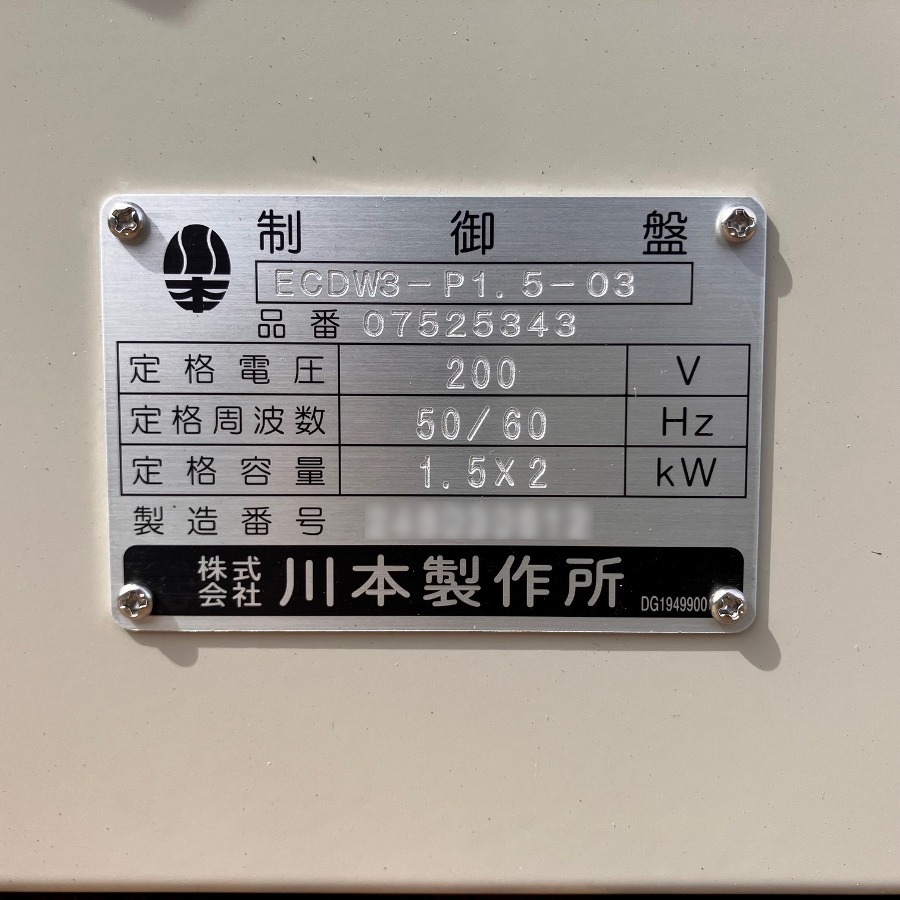 制御盤
ECDW3-P1.5-03
品番 07525343
定格電圧 200 V
定格周波数 50/60 Hz
定格容量 1.5X2 kW
製造番号
株式会社 川本製作所
DG1949900